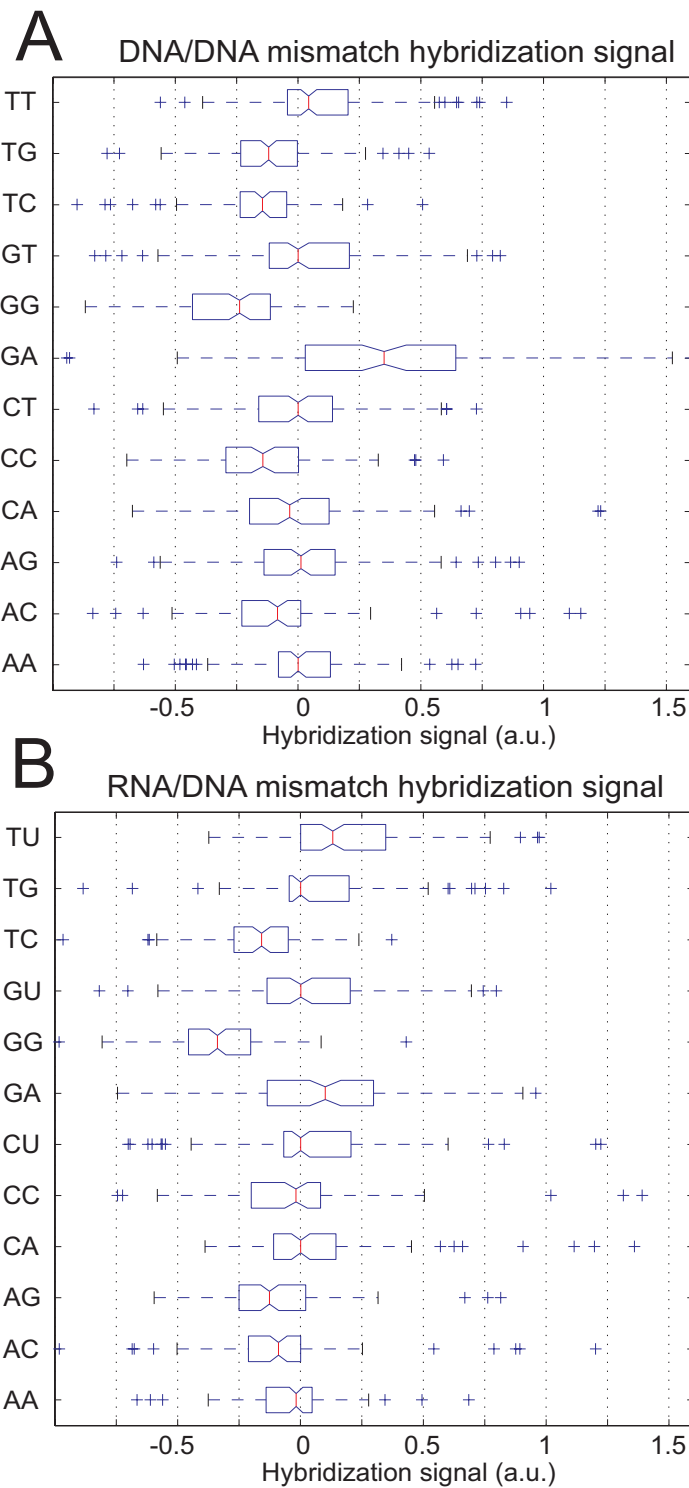 A
DNA/DNA mismatch hybridization signal
TT
TG
TC
GT
GG
GA
CT
CC
CA
AG
AC
AA
-0.5 0 0.5 1 1.5
Hybridization signal (a.u.)
B
RNA/DNA mismatch hybridization signal
TU
TG
TC
GU
GG
GA
CU
CC
CA
AG
AC
AA
-0.5 0 0.5 1 1.5
Hybridization signal (a.u.)